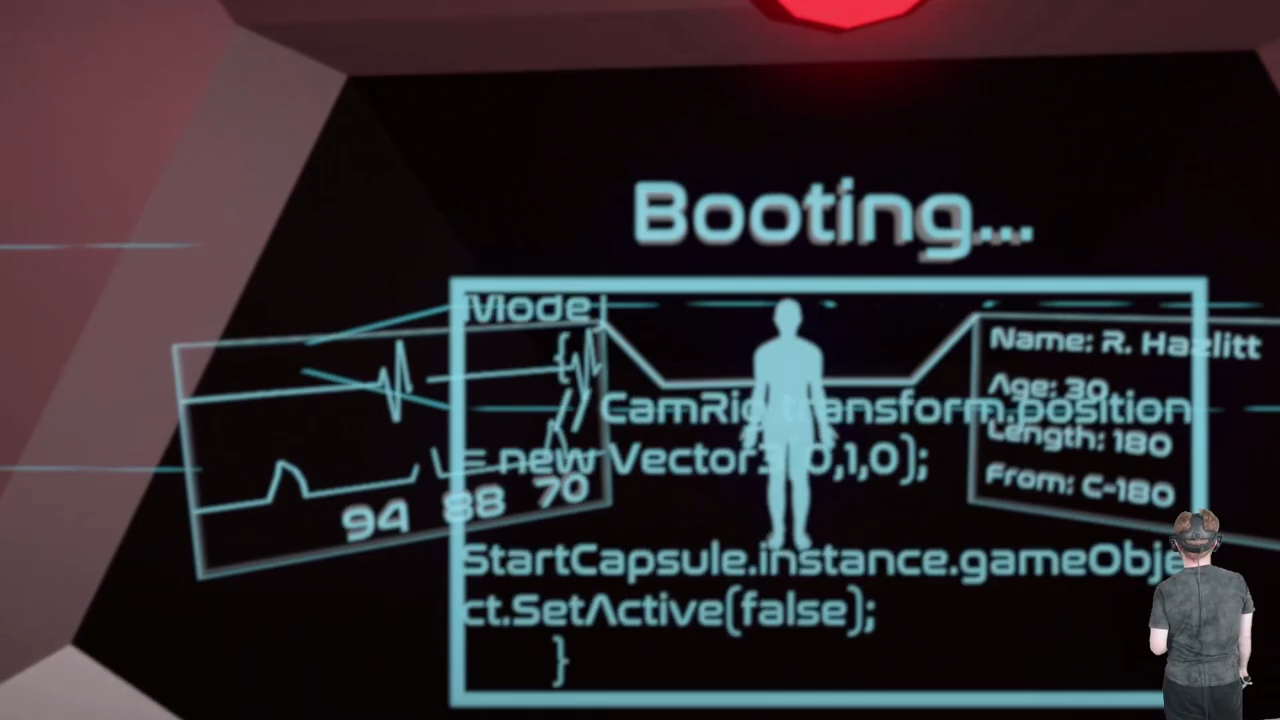 Booting...
Mode
{
//
CamRig.transform.position
= new Vector3(0,1,0);
StartCapsule.instance.gameObje
ct.SetActive(false);
}
94 88 70
Name: R. Hazlitt
Age: 30
Length: 180
From: C-180